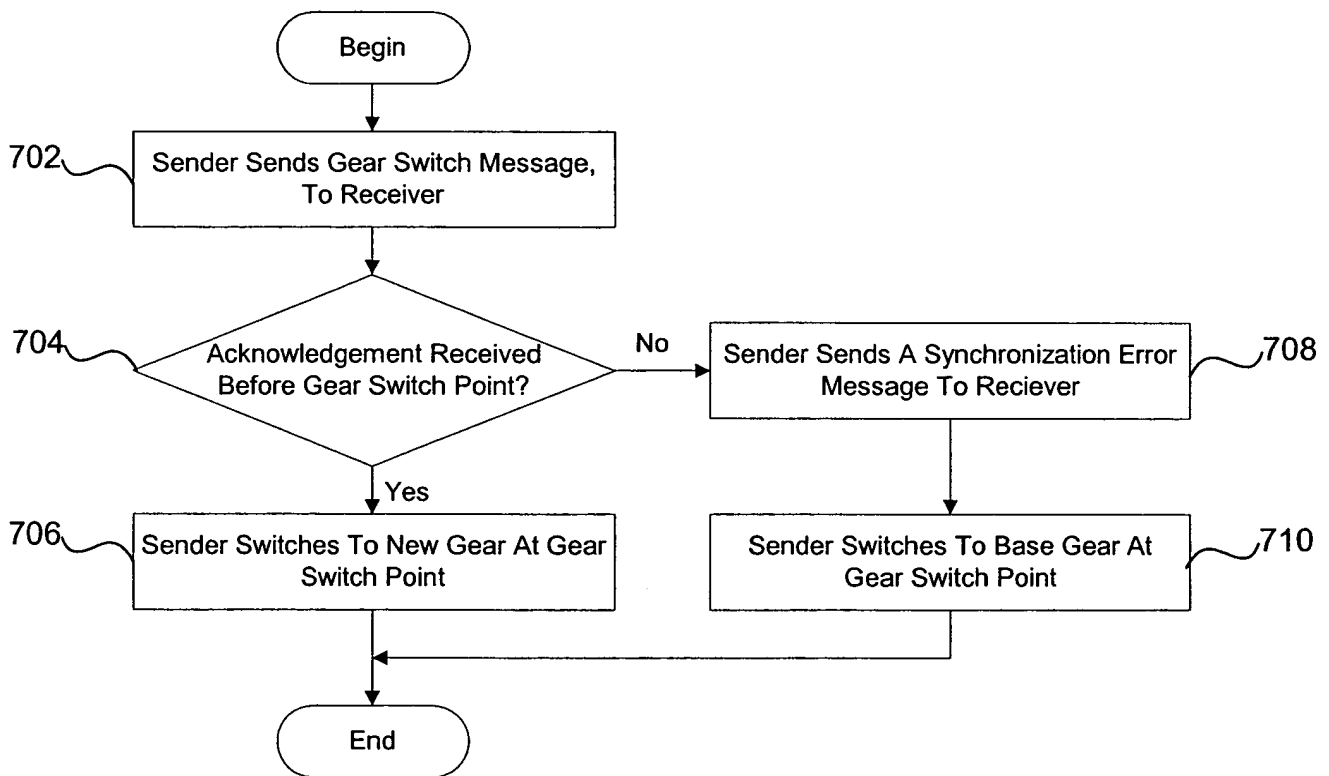 Begin
702
Sender Sends Gear Switch Message,
To Receiver
704
Acknowledgement Received
Before Gear Switch Point?
No
Sender Sends A Synchronization Error
Message To Reciever
708
Yes
706
Sender Switches To New Gear At Gear
Switch Point
Sender Switches To Base Gear At
Gear Switch Point
710
End